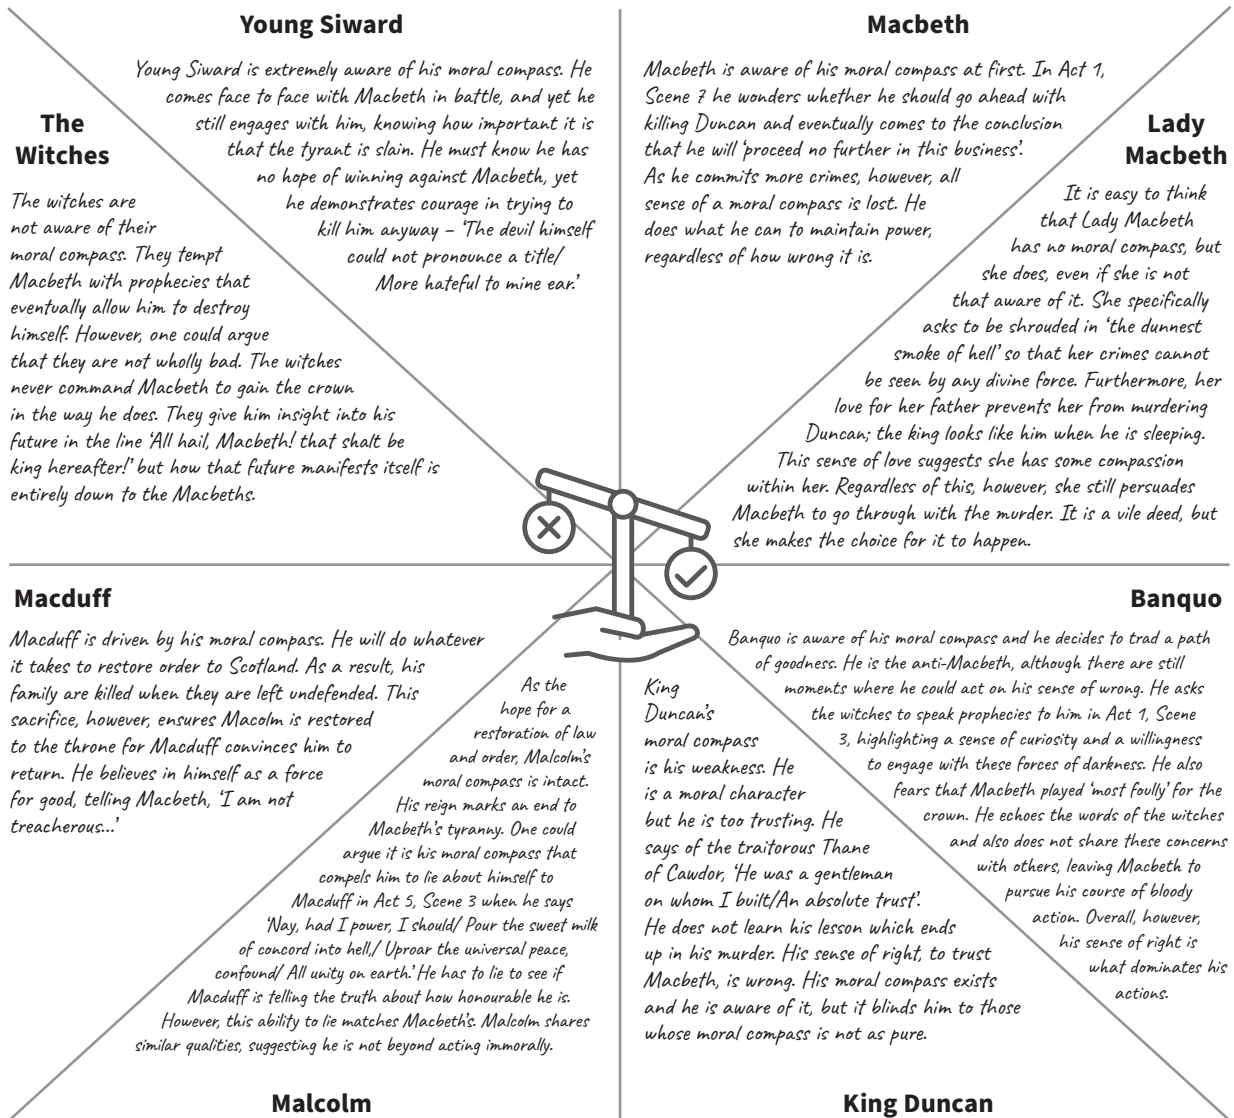 Young Siward
Young Siward is extremely aware of his moral compass. He
comes face to face with Macbeth in battle, and yet he
still engages with him, knowing how important it is
that the tyrant is slain. He must know he has
no hope of winning against Macbeth, yet
he demonstrates courage in trying to
kill him anyway – ‘The devil himself
could not pronounce a title/
More hateful to mine ear.’
Macbeth
Macbeth is aware of his moral compass at first. In Act 1,
Scene 7 he wonders whether he should go ahead with
killing Duncan and eventually comes to the conclusion
that he will ‘proceed no further in this business’.
As he commits more crimes, however, all
sense of a moral compass is lost. He
does what he can to maintain power,
regardless of how wrong it is.
The
Witches
The witches are
not aware of their
moral compass. They tempt
Macbeth with prophecies that
eventually allow him to destroy
himself. However, one could argue
that they are not wholly bad. The witches
never command Macbeth to gain the crown
in the way he does. They give him insight into his
future in the line ‘All hail, Macbeth! that shalt be
king hereafter!’ but how that future manifests itself is
entirely down to the Macbeths.
Lady
Macbeth
It is easy to think
that Lady Macbeth
has no moral compass, but
she does, even if she is not
that aware of it. She specifically
asks to be shrouded in ‘the dunnest
smoke of hell’ so that her crimes cannot
be seen by any divine force. Furthermore, her
love for her father prevents her from murdering
Duncan; the king looks like him when he is sleeping.
This sense of love suggests she has some compassion
within her. Regardless of this, however, she still persuades
Macbeth to go through with the murder. It is a vile deed, but
she makes the choice for it to happen.
Macduff
Macduff is driven by his moral compass. He will do whatever
it takes to restore order to Scotland. As a result, his
family are killed when they are left undefended. This
sacrifice, however, ensures Macolm is restored
to the throne for Macduff convinces him to
return. He believes in himself as a force
for good, telling Macbeth, ‘I am not
treacherous...’
Banquo
Banquo is aware of his moral compass and he decides to trad a path
of goodness. He is the anti-Macbeth, although there are still
moments where he could act on his sense of wrong. He asks
the witches to speak prophecies to him in Act 1, Scene
3, highlighting a sense of curiosity and a willingness
to engage with these forces of darkness. He also
fears that Macbeth played ‘most foully’ for the
crown. He echoes the words of the witches
and also does not share these concerns
with others, leaving Macbeth to
pursue his course of bloody
action. Overall, however,
his sense of right is
what dominates his
actions.
As the
hope for a
restoration of law
and order, Malcolm’s
moral compass is intact.
His reign marks an end to
Macbeth’s tyranny. One could
argue it is his moral compass that
compels him to lie about himself to
Macduff in Act 5, Scene 3 when he says
‘Nay, had I power, I should/ Pour the sweet milk
of concord into hell,/ Uproar the universal peace,
confound/ All unity on earth.’ He has to lie to see if
Macduff is telling the truth about how honourable he is.
However, this ability to lie matches Macbeth’s. Malcolm shares
similar qualities, suggesting he is not beyond acting immorally.
Malcolm
King
Duncan’s
moral compass
is his weakness. He
is a moral character
but he is too trusting. He
says of the traitorous Thane
of Cawdor, ‘He was a gentleman
on whom I built/An absolute trust’.
He does not learn his lesson which ends
up in his murder. His sense of right, to trust
Macbeth, is wrong. His moral compass exists
and he is aware of it, but it blinds him to those
whose moral compass is not as pure.
King Duncan